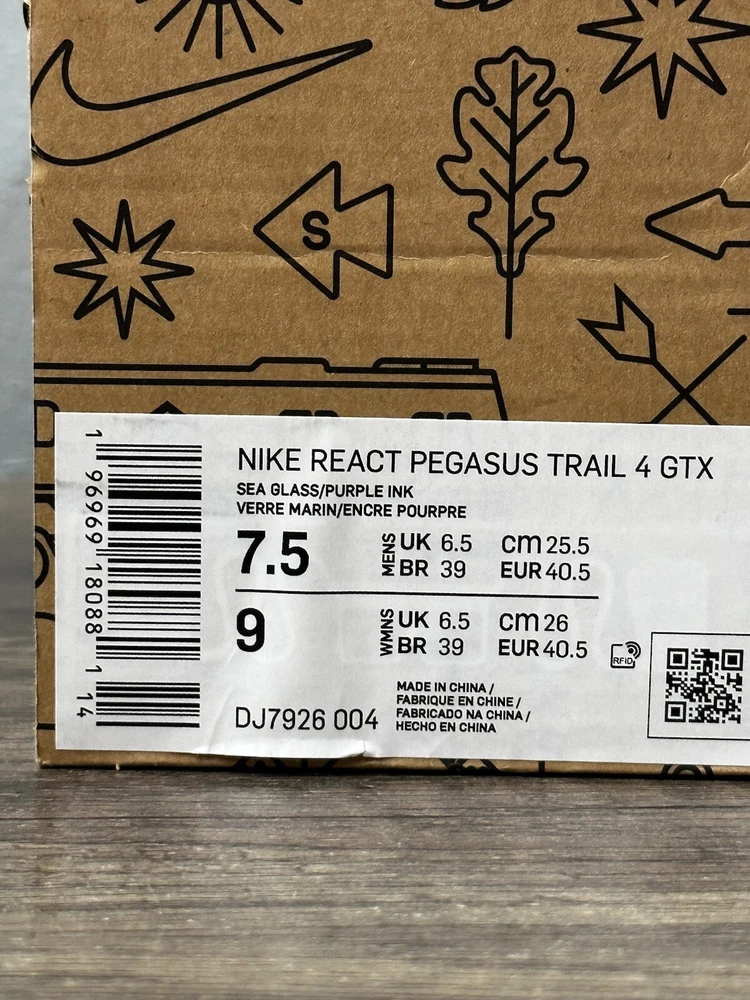 S
NIKE REACT PEGASUS TRAIL 4 GTX
SEA GLASS/PURPLE INK
VERRE MARIN/ENCRE POURPRE
7.5 MENS UK 6.5 CM 25.5
BR 39 EUR 40.5
9 WMNS UK 6.5 CM 26
BR 39 EUR 40.5
RFID
DJ7926 004
MADE IN CHINA /
FABRIQUE EN CHINE /
FABRICADO NA CHINA /
HECHO EN CHINA
1 96969 18088 1 14